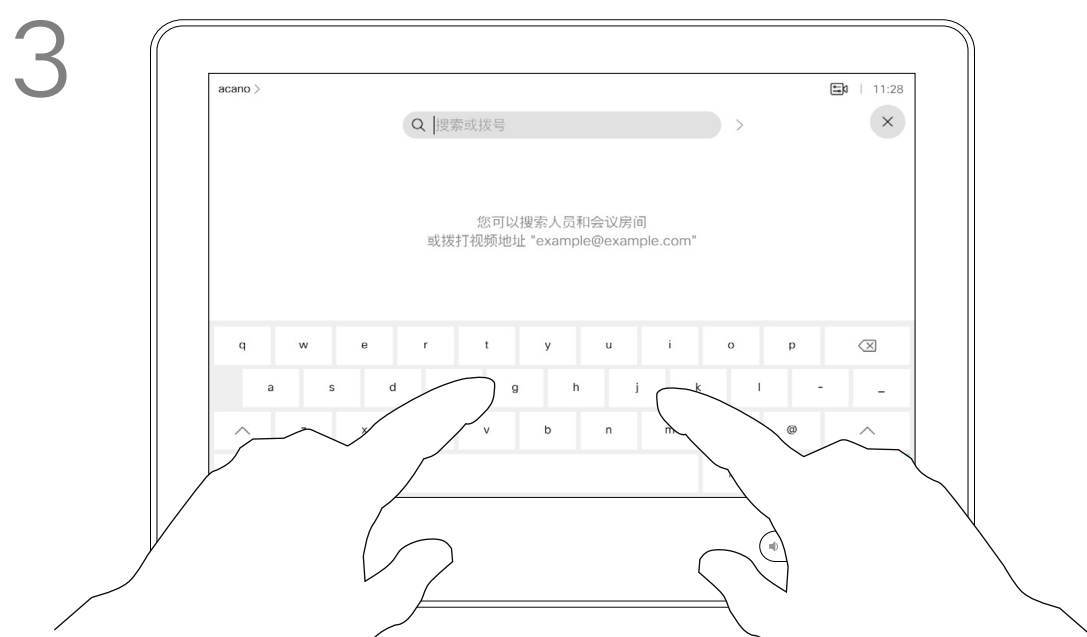 3
acano >
11:28
搜索或拨号
您可以搜索人员和会议房间
或拨打视频地址 "example@example.com"
q w e r t y u i o p
a s d g h j k l - _
x v b n m @